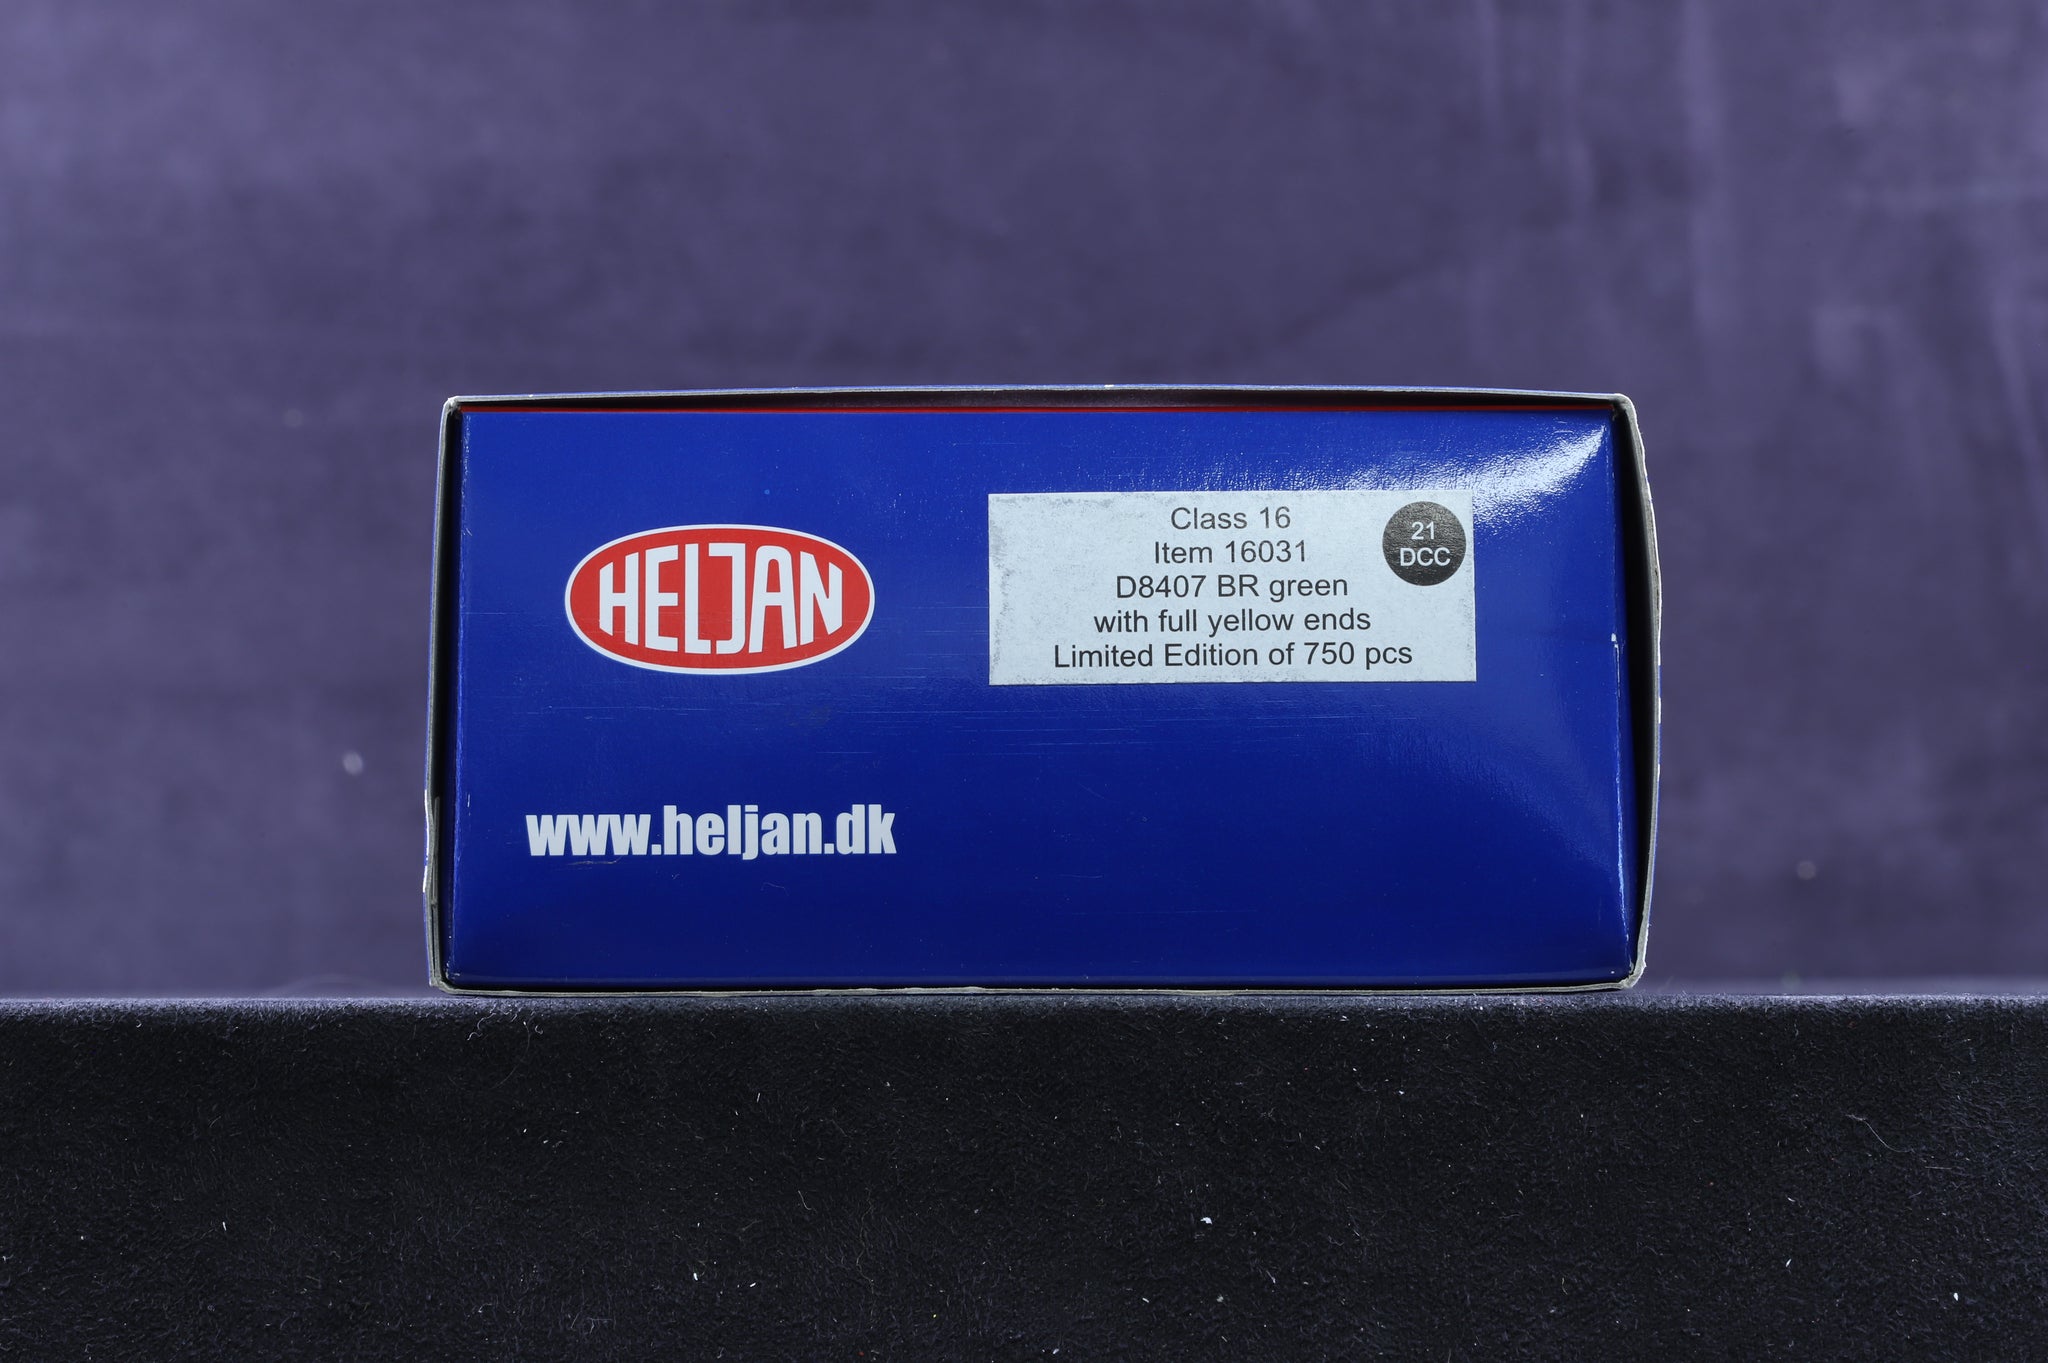 HELJAN
www.heljan.dk
Class 16
Item 16031
D8407 BR green
with full yellow ends
Limited Edition of 750 pcs
21
DCC